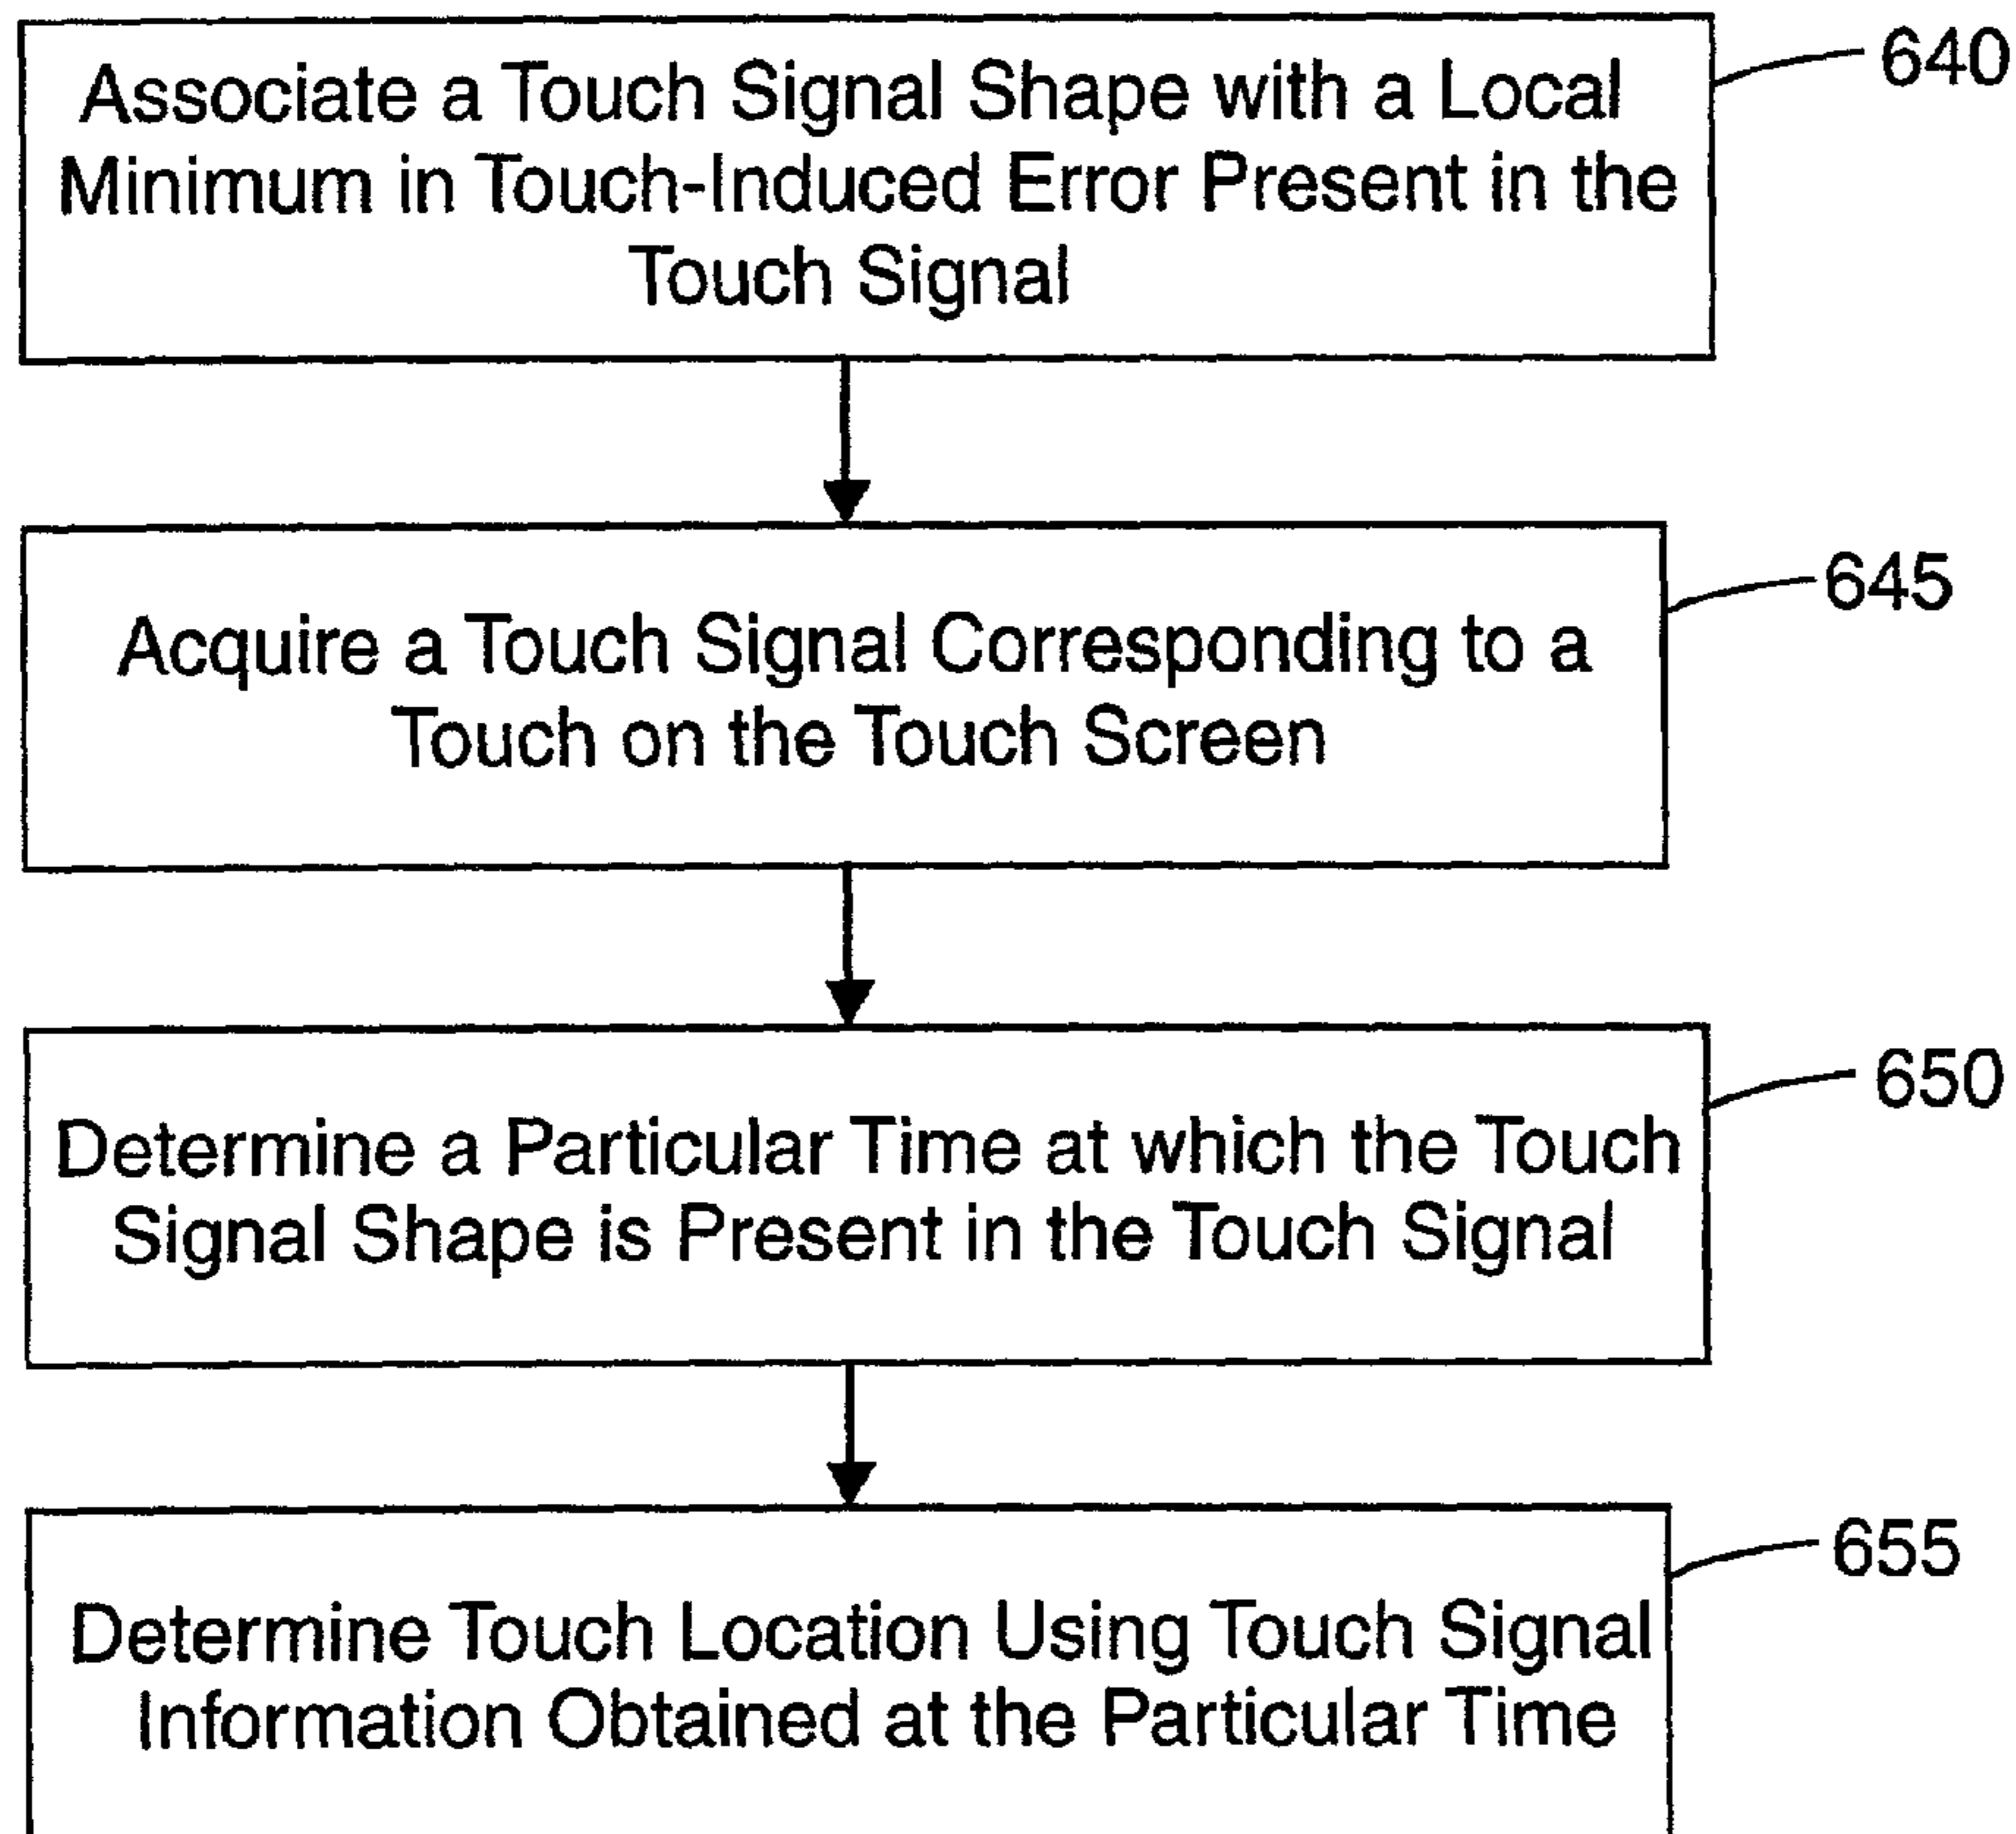 Associate a Touch Signal Shape with a Local
Minimum in Touch-Induced Error Present in the
Touch Signal
640
Acquire a Touch Signal Corresponding to a
Touch on the Touch Screen
645
Determine a Particular Time at which the Touch
Signal Shape is Present in the Touch Signal
650
Determine Touch Location Using Touch Signal
Information Obtained at the Particular Time
655